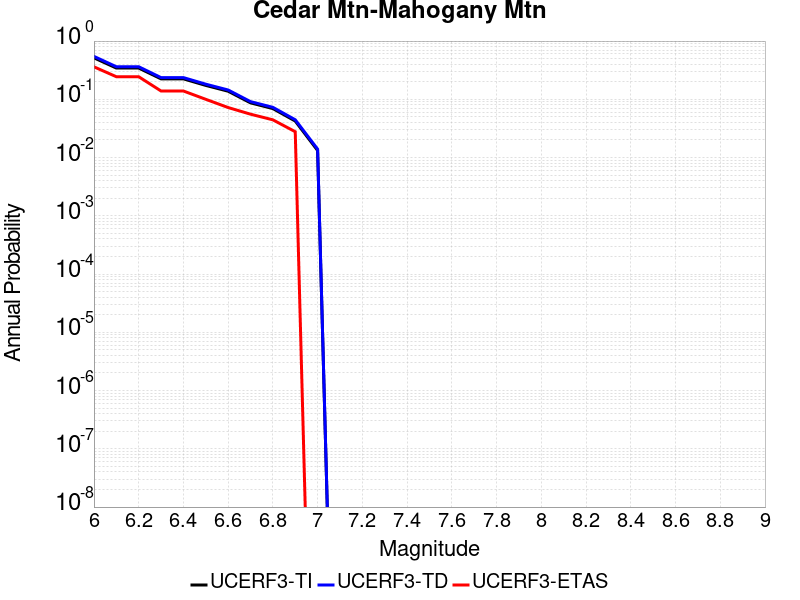 Cedar Mtn-Mahogany Mtn
10^0
10^-1
10^-2
10^-3
10^-4
10^-5
10^-6
10^-7
10^-8
Annual Probability
6 6.2 6.4 6.6 6.8 7 7.2 7.4 7.6 7.8 8 8.2 8.4 8.6 8.8 9
Magnitude
UCERF3-TI UCERF3-TD UCERF3-ETAS